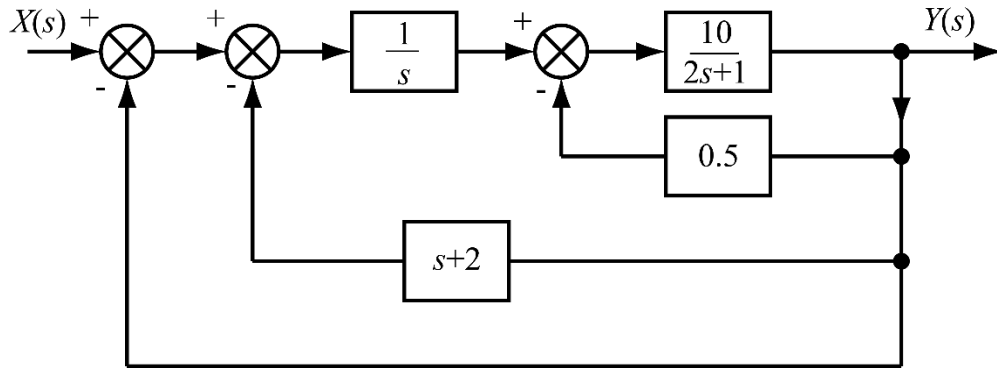 X(s) + + 1/s + 10/(2s+1) Y(s)
- - -
0.5
s+2